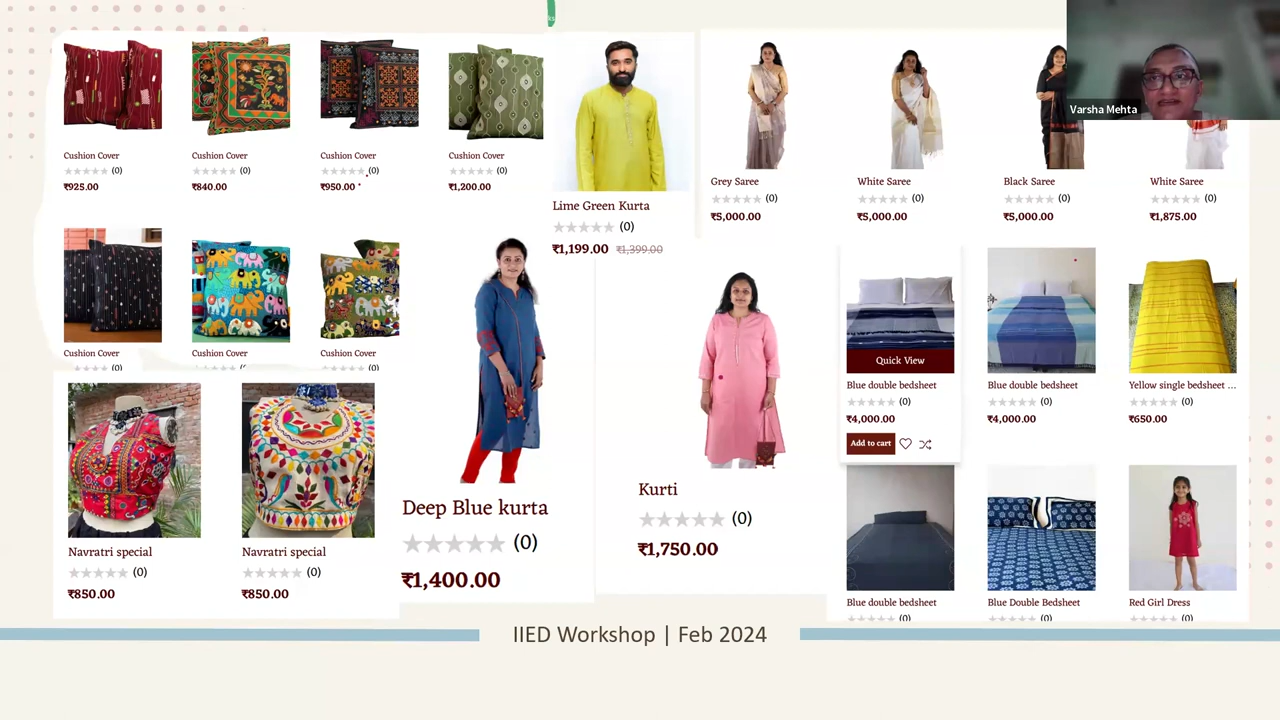 Varsha Mehta
Cushion Cover
(0)
₹925.00
Cushion Cover
(0)
₹840.00
Cushion Cover
(0)
₹950.00
Cushion Cover
(0)
₹1,200.00
Lime Green Kurta
(0)
₹1,199.00 ₹1,399.00
Grey Saree
(0)
₹5,000.00
White Saree
(0)
₹5,000.00
Black Saree
(0)
₹5,000.00
White Saree
(0)
₹1,875.00
Cushion Cover
(0)
Cushion Cover
Cushion Cover
(0)
Navratri special
(0)
₹850.00
Navratri special
(0)
₹850.00
Deep Blue kurta
(0)
₹1,400.00
Kurti
(0)
₹1,750.00
Quick View
Blue double bedsheet
(0)
₹4,000.00
Add to cart
Blue double bedsheet
(0)
₹4,000.00
Yellow single bedsheet ...
(0)
₹650.00
Blue double bedsheet
(0)
Blue Double Bedsheet
(0)
Red Girl Dress
(0)
IIED Workshop | Feb 2024